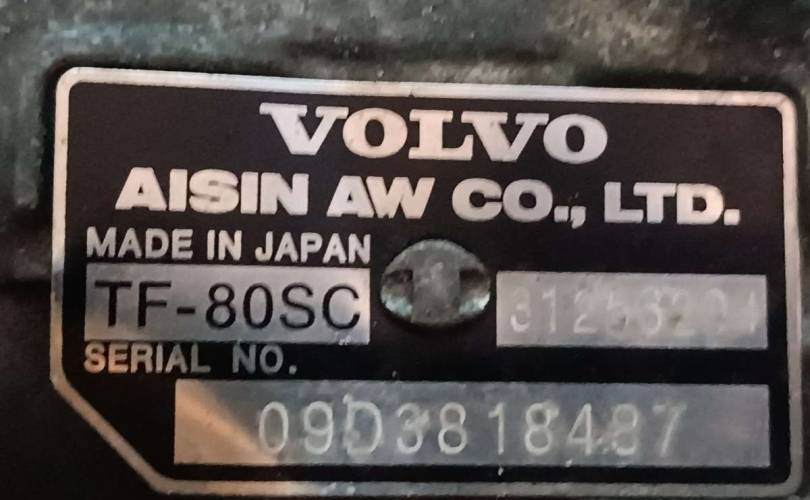 VOLVO
AISIN AW CO., LTD.
MADE IN JAPAN
TF-80SC
SERIAL NO.
09D3818487